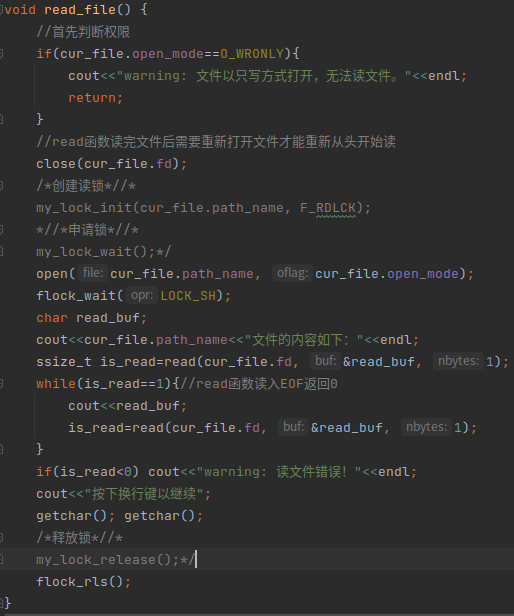 void read_file() {
//首先判断权限
if(cur_file.open_mode==O_WRONLY){
cout<<"warning: 文件以只写方式打开，无法读文件。"<<endl;
return;
}
//read函数读完文件后需要重新打开文件才能重新从头开始读
close(cur_file.fd);
/*创建读锁*//*
my_lock_init(cur_file.path_name, F_RDLCK);
*//*申请锁*//*
my_lock_wait();*/
open( file: cur_file.path_name, oflag: cur_file.open_mode);
flock_wait( opr: LOCK_SH);
char read_buf;
cout<<cur_file.path_name<<"文件的内容如下："<<endl;
ssize_t is_read=read(cur_file.fd, buf: &read_buf, nbytes: 1);
while(is_read==1){//read函数读入EOF返回0
cout<<read_buf;
is_read=read(cur_file.fd, buf: &read_buf, nbytes: 1);
}
if(is_read<0) cout<<"warning: 读文件错误！"<<endl;
cout<<"按下换行键以继续";
getchar(); getchar();
/*释放锁*//*
my_lock_release();*/
flock_rls();
}